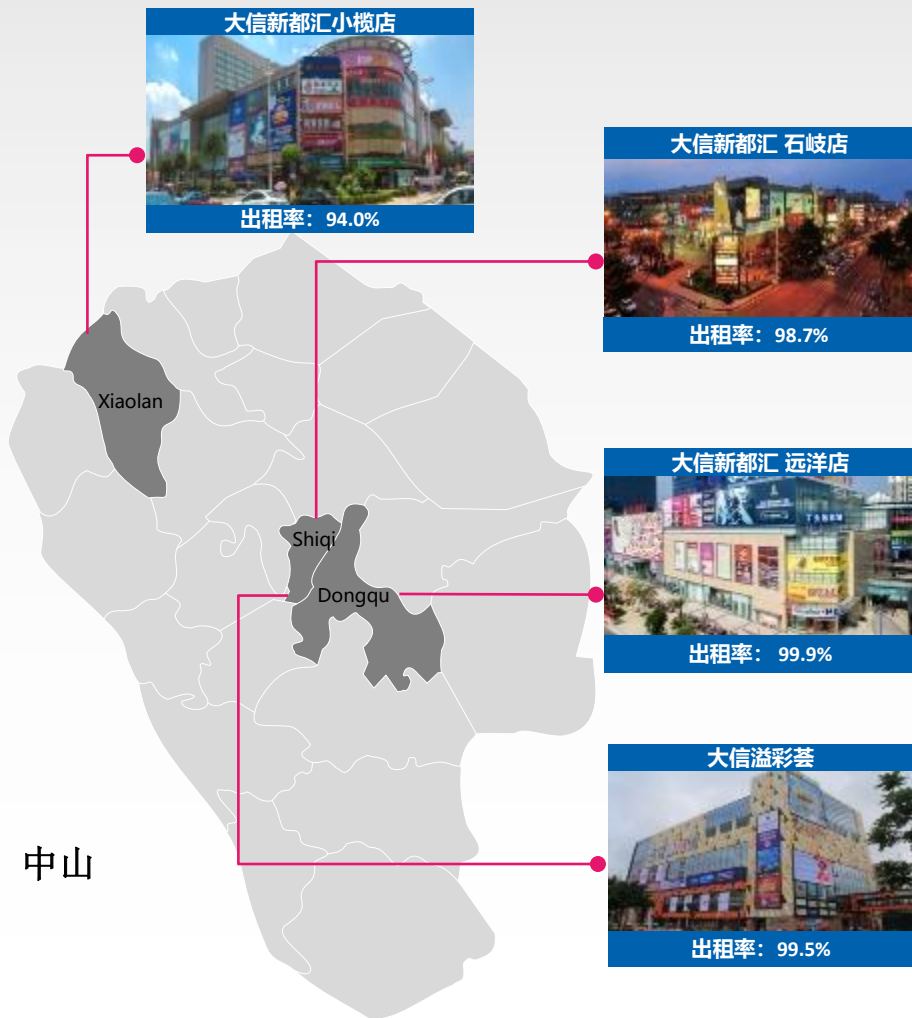 大信新都汇小榄店
出租率：94.0%
大信新都汇 石岐店
出租率：98.7%
Xiaolan
大信新都汇 远洋店
Shiqi
Dongqu
出租率： 99.9%
大信溢彩荟
中山
出租率：99.5%